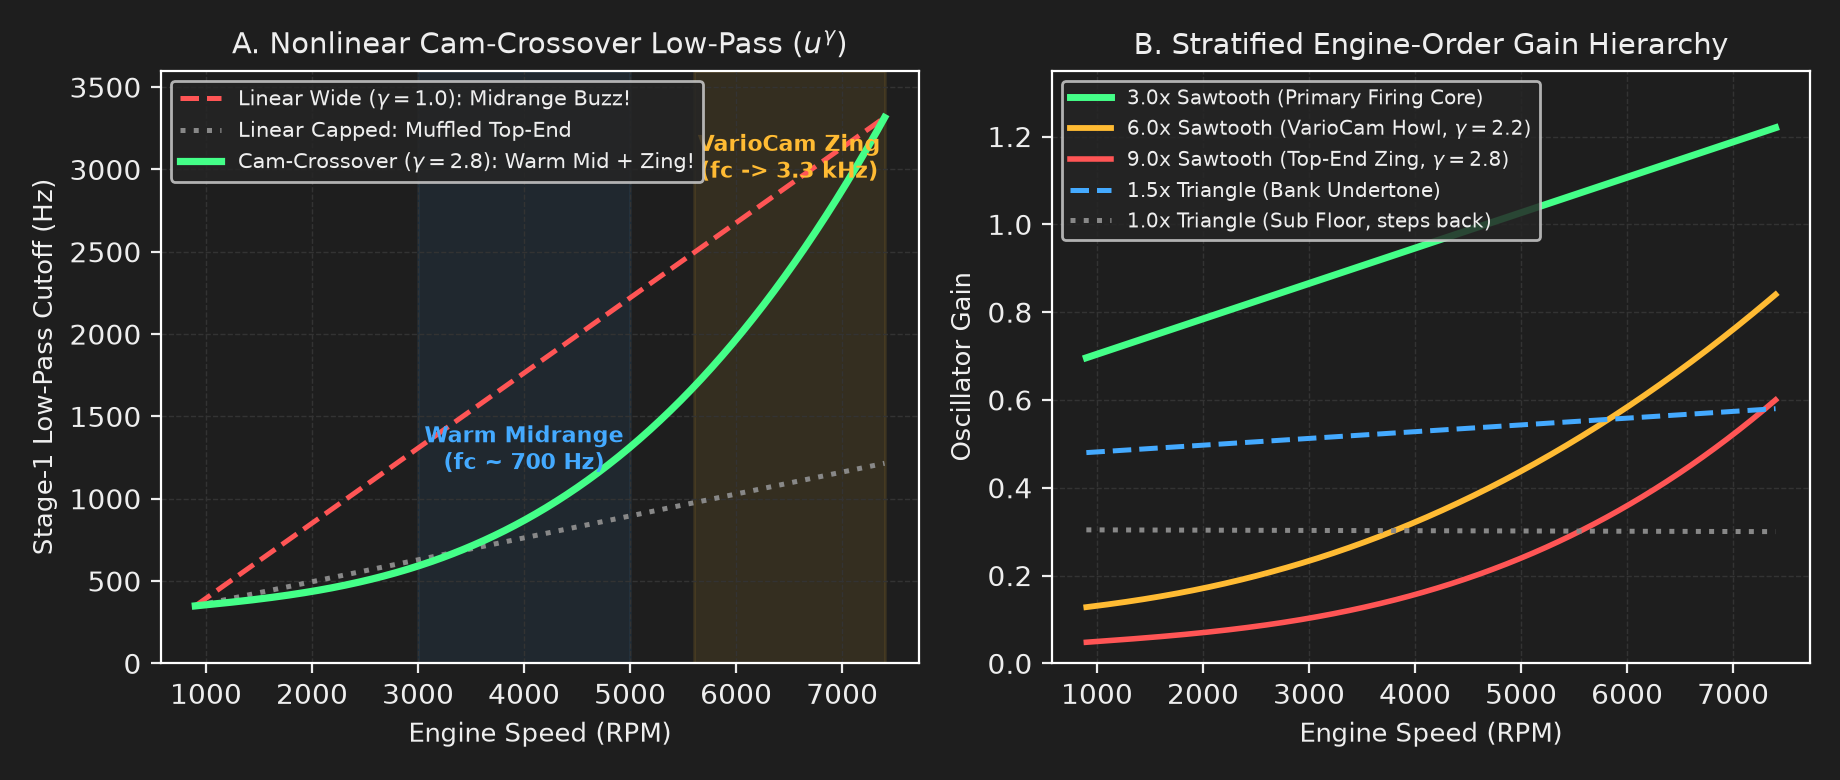 A. Nonlinear Cam-Crossover Low-Pass (u^γ)
Stage-1 Low-Pass Cutoff (Hz)
3500
3000
2500
2000
1500
1000
500
0
Linear Wide (γ = 1.0): Midrange Buzz!
Linear Capped: Muffled Top-End
Cam-Crossover (γ = 2.8): Warm Mid + Zing!
VarioCam Zing
(fc -> 3.3 kHz)
Warm Midrange
(fc ~ 700 Hz)
1000 2000 3000 4000 5000 6000 7000
Engine Speed (RPM)
B. Stratified Engine-Order Gain Hierarchy
Oscillator Gain
1.2
1.0
0.8
0.6
0.4
0.2
0.0
3.0x Sawtooth (Primary Firing Core)
6.0x Sawtooth (VarioCam Howl, γ = 2.2)
9.0x Sawtooth (Top-End Zing, γ = 2.8)
1.5x Triangle (Bank Undertone)
1.0x Triangle (Sub Floor, steps back)
1000 2000 3000 4000 5000 6000 7000
Engine Speed (RPM)